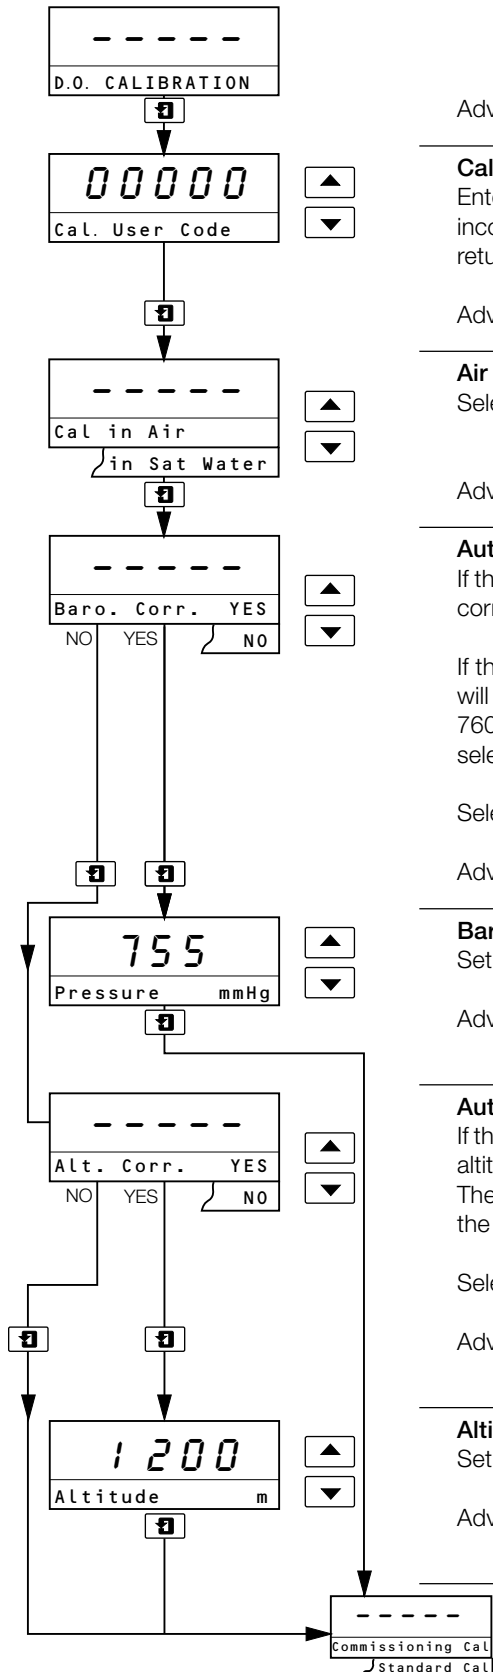 -----
D.O. CALIBRATION
Adv
00000
Cal. User Code
Cal
Ente
inco
retu
Adv
-----
Cal in Air
in Sat Water
Air
Sele
Adv
-----
Baro. Corr. YES
NO YES NO
Aut
If th
corr
If th
will
760
sele
Sele
Adv
755
Pressure mmHg
Bar
Set
Adv
-----
Alt. Corr. YES
NO YES NO
Aut
If th
altit
The
the
Sele
Adv
1200
Altitude m
Alti
Set
Adv
-----
Commissioning Cal
Standard Cal